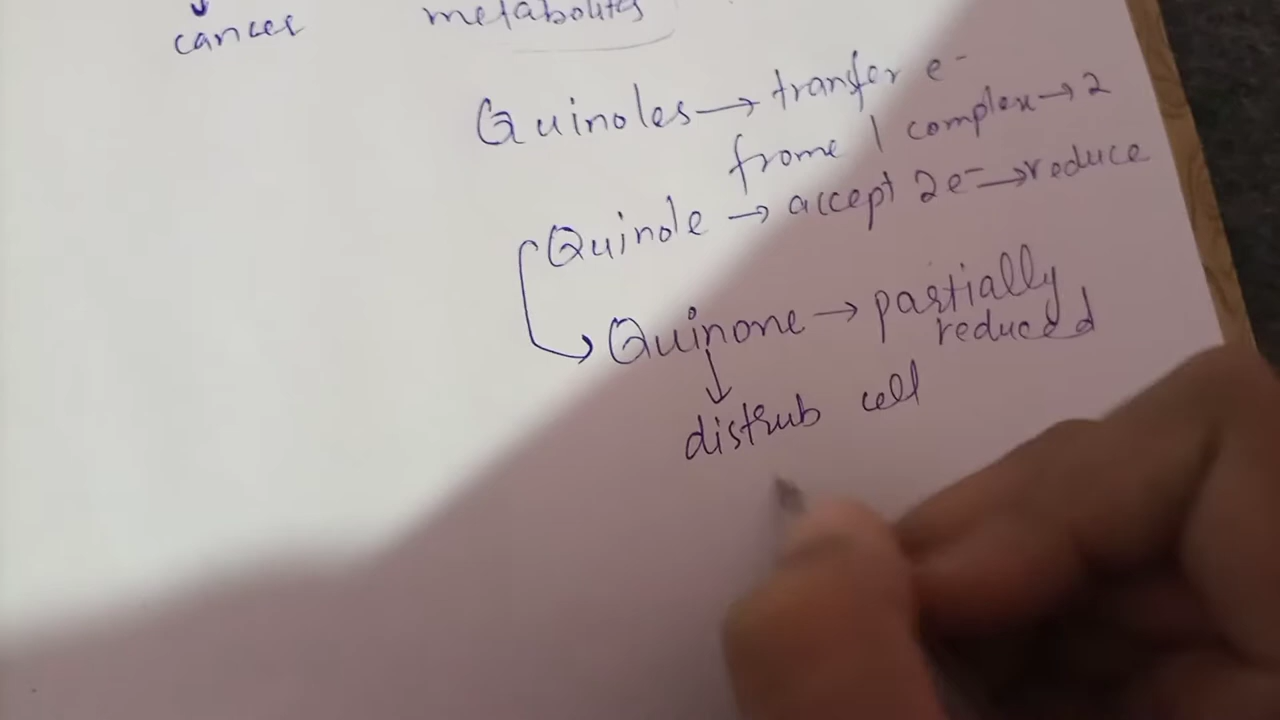 cancer metabolites
Quinoles → transfer e-
frome 1 complex → 2
Quinole → accept 2e- → reduce
Quinone → partially
reduced
distrub cell